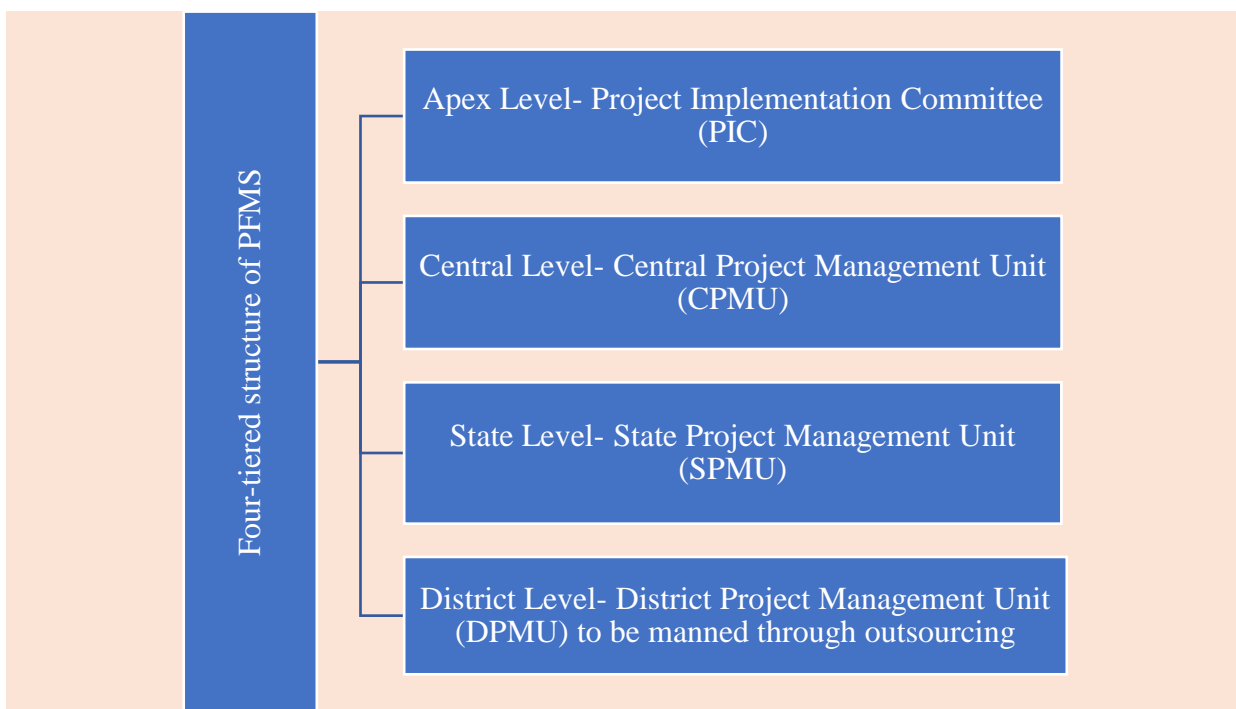 Four-tiered structure of PFMS
Apex Level- Project Implementation Committee
(PIC)
Central Level- Central Project Management Unit
(CPMU)
State Level- State Project Management Unit
(SPMU)
District Level- District Project Management Unit
(DPMU) to be manned through outsourcing